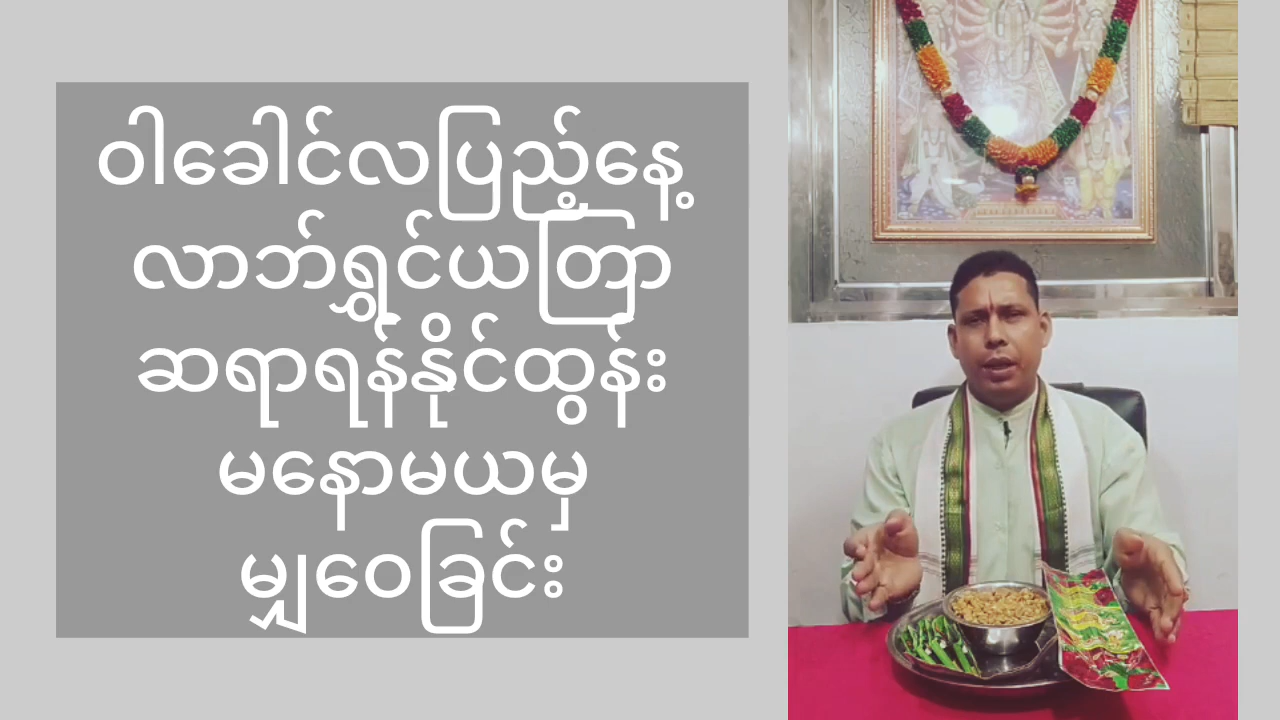 ဝါခေါင်လပြည့်နေ့
လာဘ်ရွှင်ယတြာ
ဆရာရန်နိုင်ထွန်း
မနောမယမှ
မျှဝေခြင်း